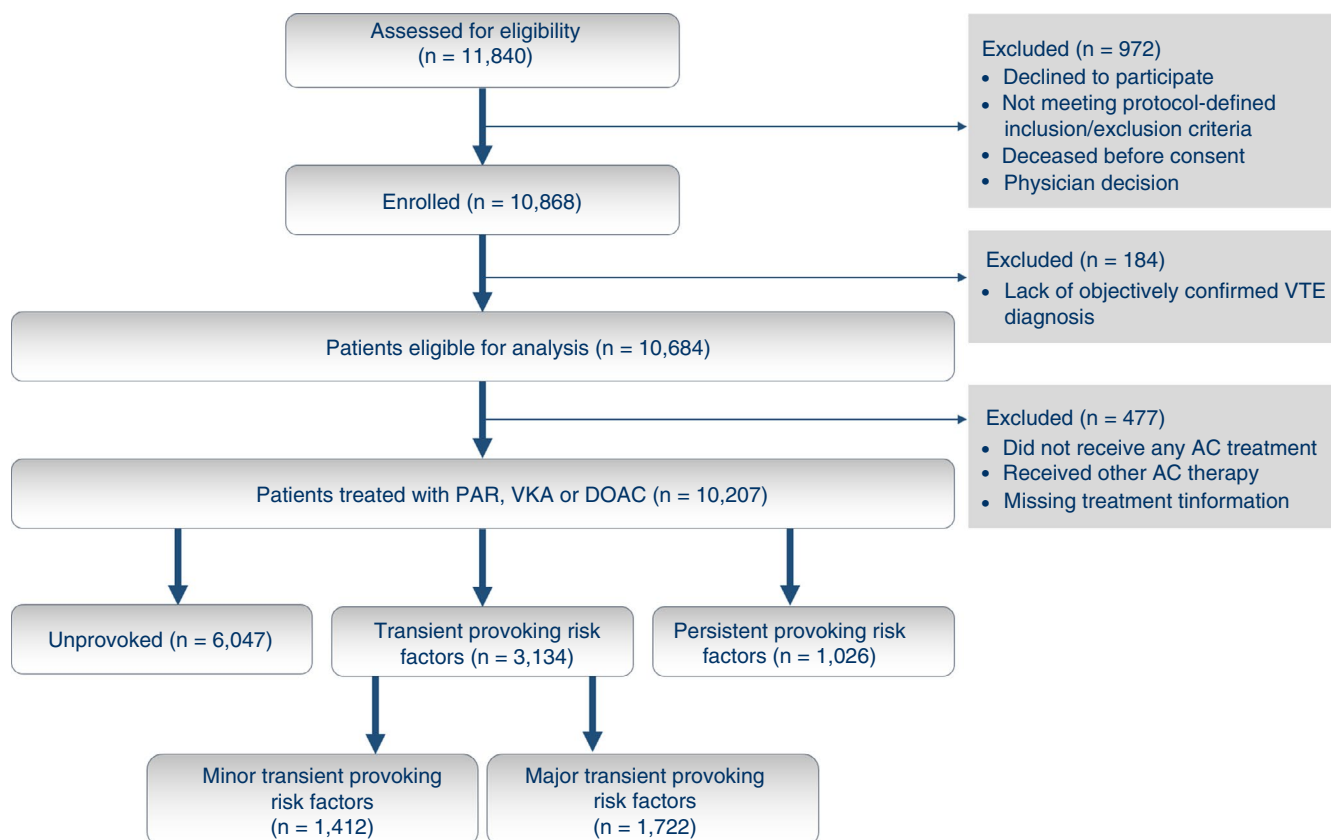 Assessed for eligibility
(n = 11,840)
Excluded (n = 972)
• Declined to participate
• Not meeting protocol-defined
inclusion/exclusion criteria
• Deceased before consent
• Physician decision
Enrolled (n = 10,868)
Excluded (n = 184)
• Lack of objectively confirmed VTE
diagnosis
Patients eligible for analysis (n = 10,684)
Excluded (n = 477)
• Did not receive any AC treatment
• Received other AC therapy
• Missing treatment tinformation
Patients treated with PAR, VKA or DOAC (n = 10,207)
Unprovoked (n = 6,047)
Transient provoking risk
factors (n = 3,134)
Persistent provoking risk
factors (n = 1,026)
Minor transient provoking
risk factors
(n = 1,412)
Major transient provoking
risk factors
(n = 1,722)